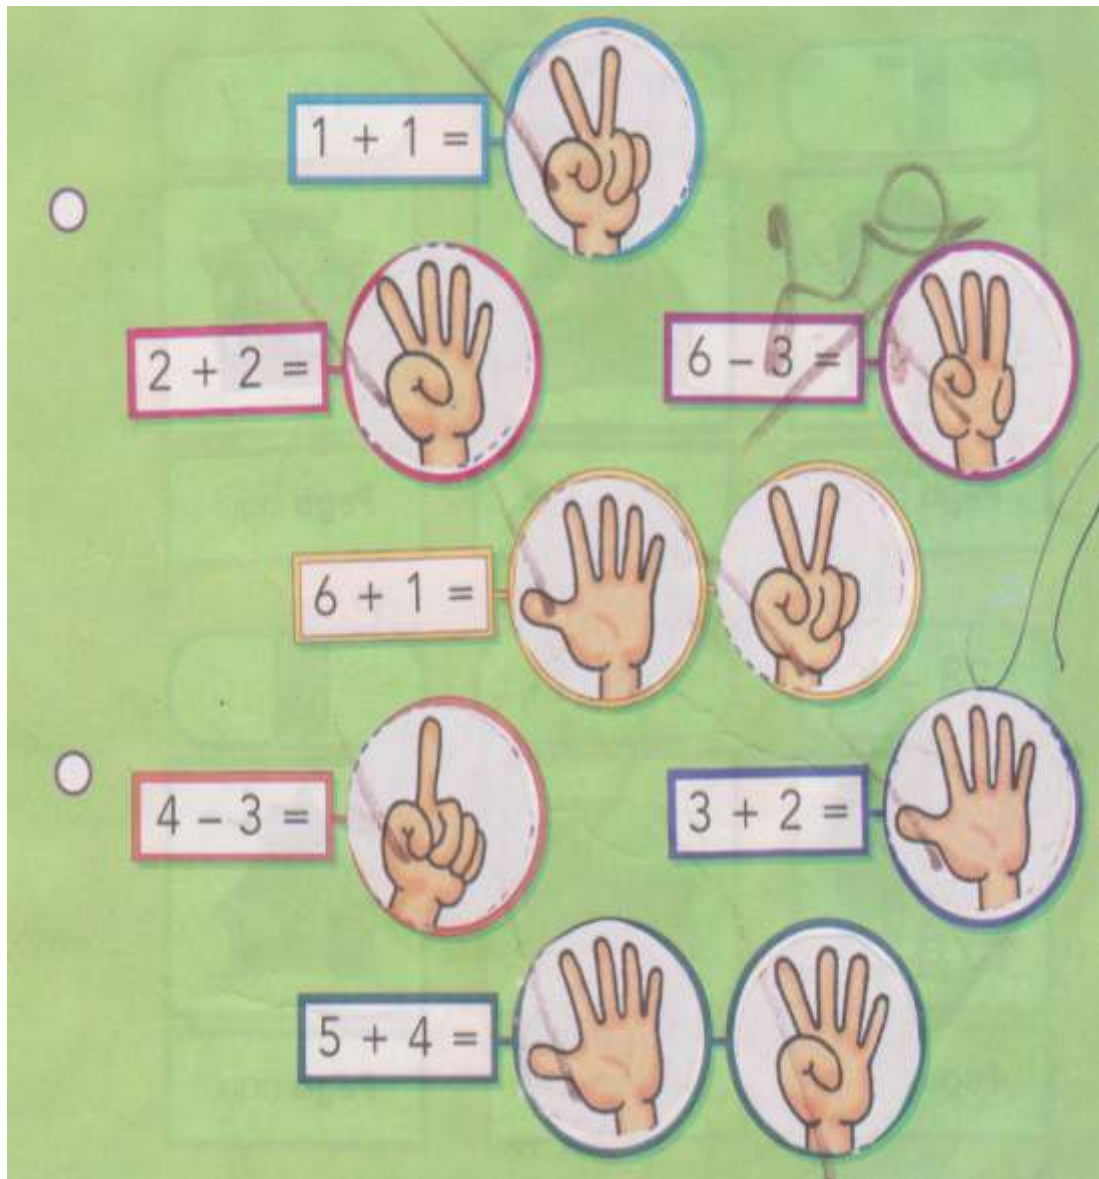 1 + 1 =
2 + 2 =
6 - 3 =
6 + 1 =
4 - 3 =
3 + 2 =
5 + 4 =